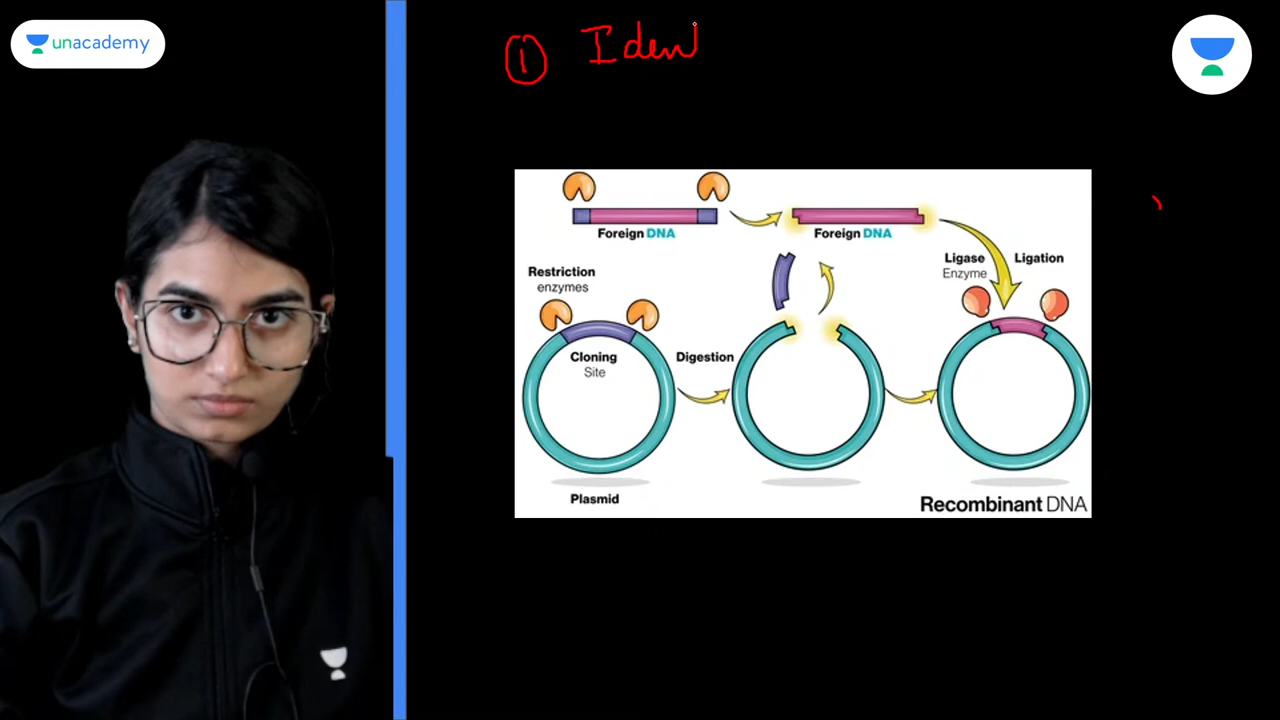 unacademy
① Iden
Foreign DNA
Foreign DNA
Restriction
enzymes
Ligase
Enzyme
Ligation
Cloning
Site
Digestion
Plasmid
Recombinant DNA